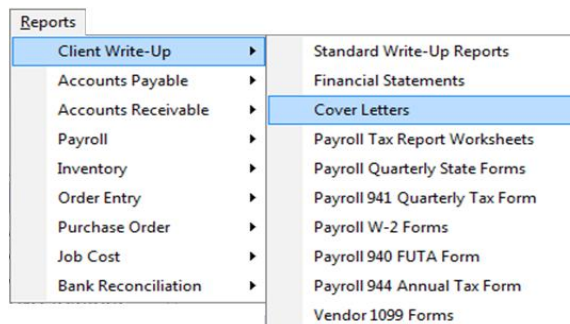 Reports
Client Write-Up
Accounts Payable
Accounts Receivable
Payroll
Inventory
Order Entry
Purchase Order
Job Cost
Bank Reconciliation
Standard Write-Up Reports
Financial Statements
Cover Letters
Payroll Tax Report Worksheets
Payroll Quarterly State Forms
Payroll 941 Quarterly Tax Form
Payroll W-2 Forms
Payroll 940 FUTA Form
Payroll 944 Annual Tax Form
Vendor 1099 Forms